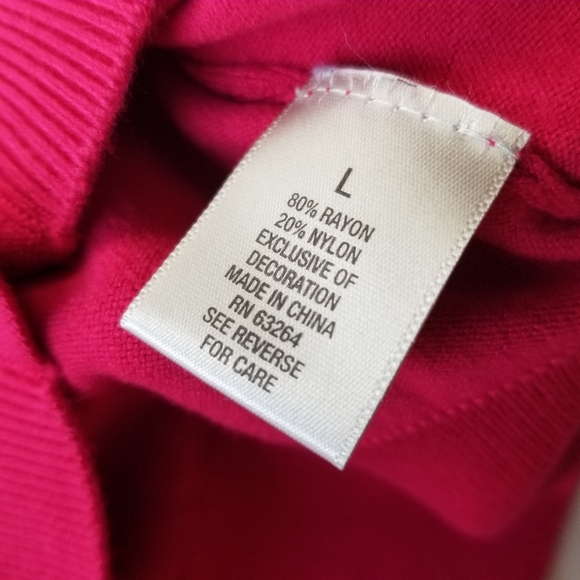 L
80% RAYON
20% NYLON
EXCLUSIVE OF
DECORATION
MADE IN CHINA
RN 63264
SEE REVERSE
FOR CARE